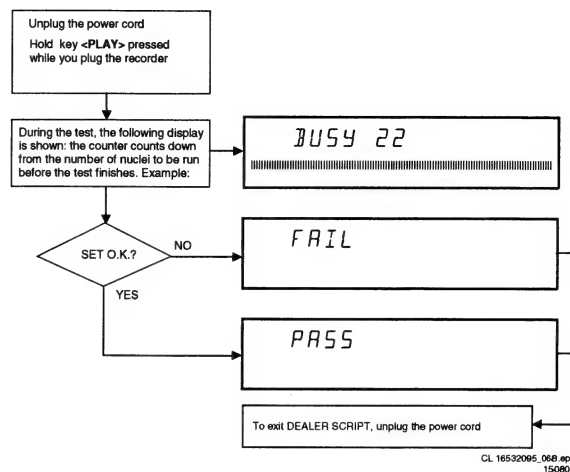 Unplug the power cord
Hold key <PLAY> pressed
while you plug the recorder
During the test, the following display
is shown: the counter counts down
from the number of nuclei to be run
before the test finishes. Example:
BUSY 22
SET O.K.?
NO
FAIL
YES
PASS
To exit DEALER SCRIPT, unplug the power cord
CL 16532095_068.ep
15080